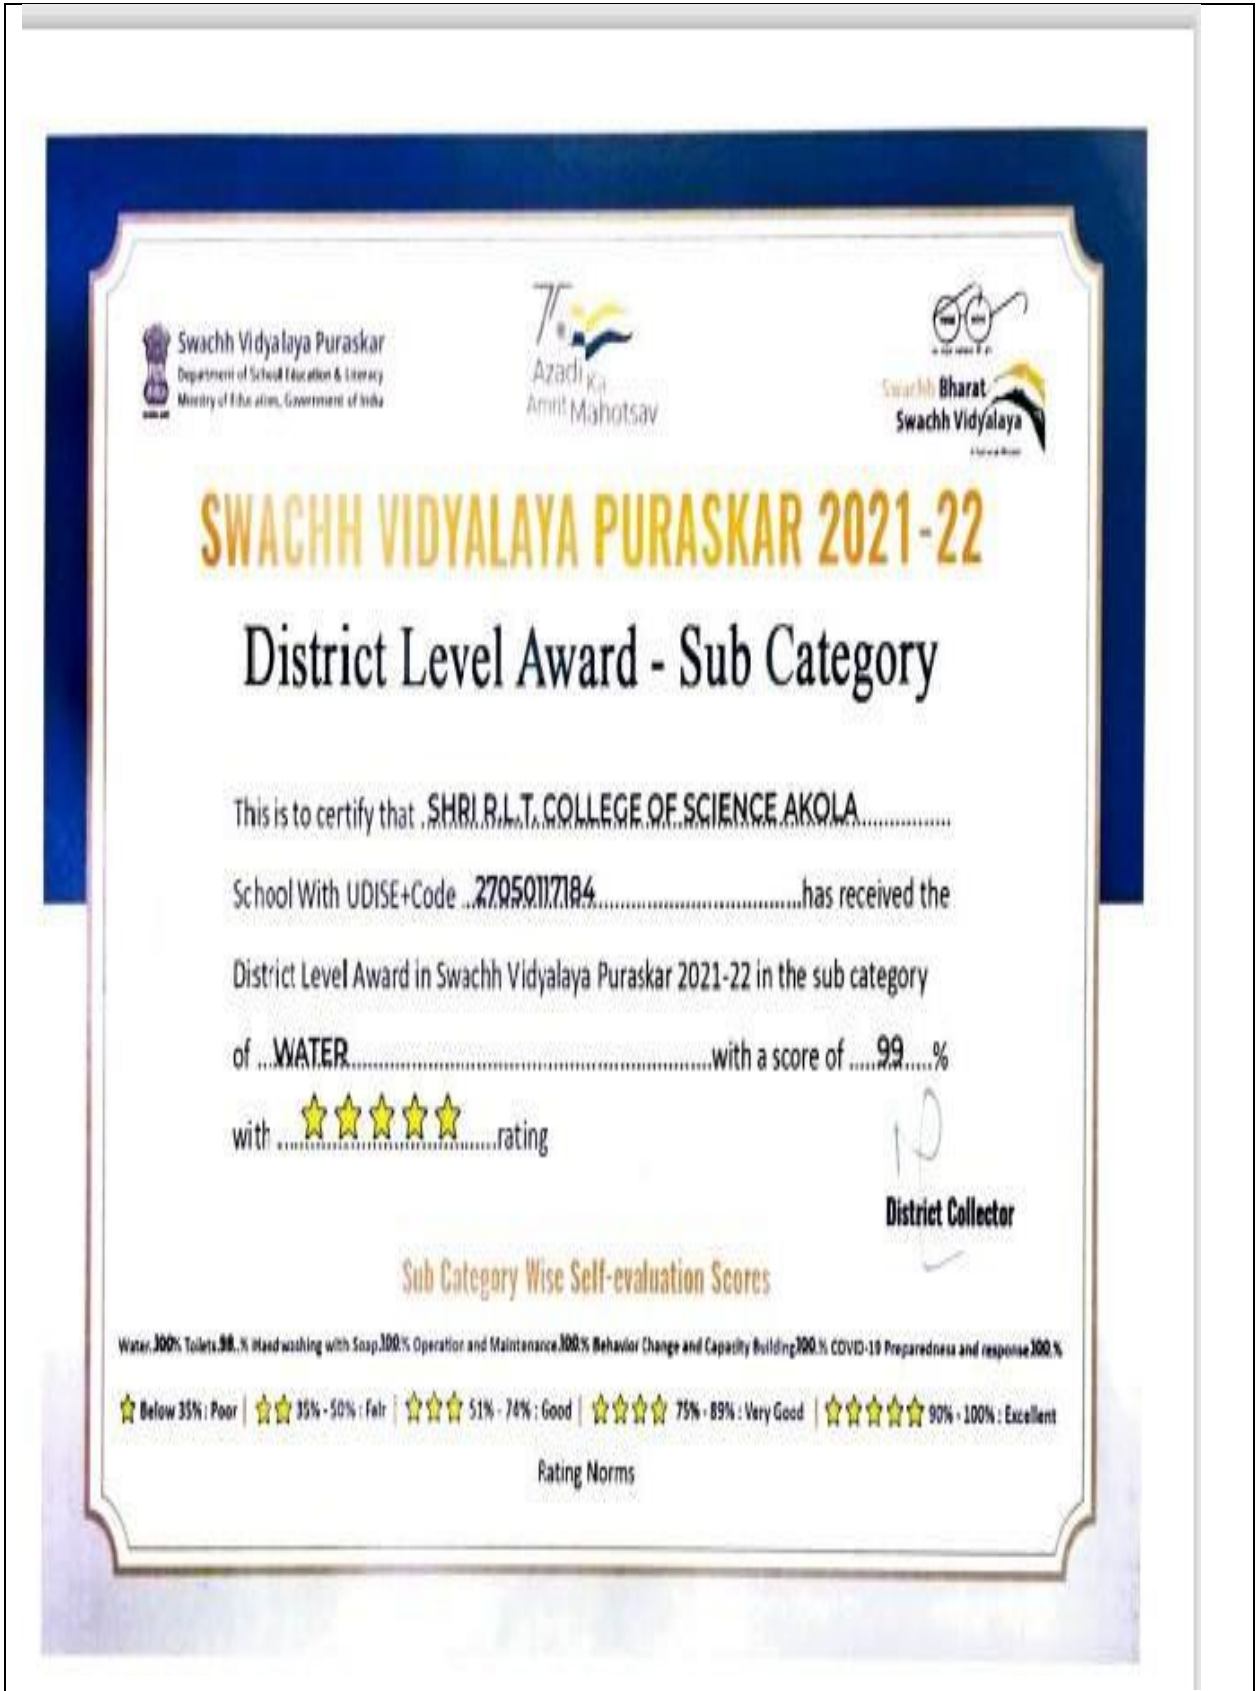 Swachh Vidyalaya Puraskar
Department of School Education & Literacy
Ministry of Education, Government of India
75
Azadi Ka
Amrit Mahotsav
Swachh Bharat
Swachh Vidyalaya
SWACHH VIDYALAYA PURASKAR 2021-22
District Level Award - Sub Category
This is to certify that SHRI R.L.T. COLLEGE OF SCIENCE AKOLA
School With UDISE+Code 27050117184 has received the
District Level Award in Swachh Vidyalaya Puraskar 2021-22 in the sub category
of WATER with a score of 99 %
with rating
District Collector
Sub Category Wise Self-evaluation Scores
Water 100% Toilets 98 % Handwashing with Soap 100% Operation and Maintenance 100% Behavior Change and Capacity Building 100 % COVID-19 Preparedness and response 100 %
Below 35% : Poor | 35% - 50% : Fair | 51% - 74% : Good | 75% - 89% : Very Good | 90% - 100% : Excellent
Rating Norms